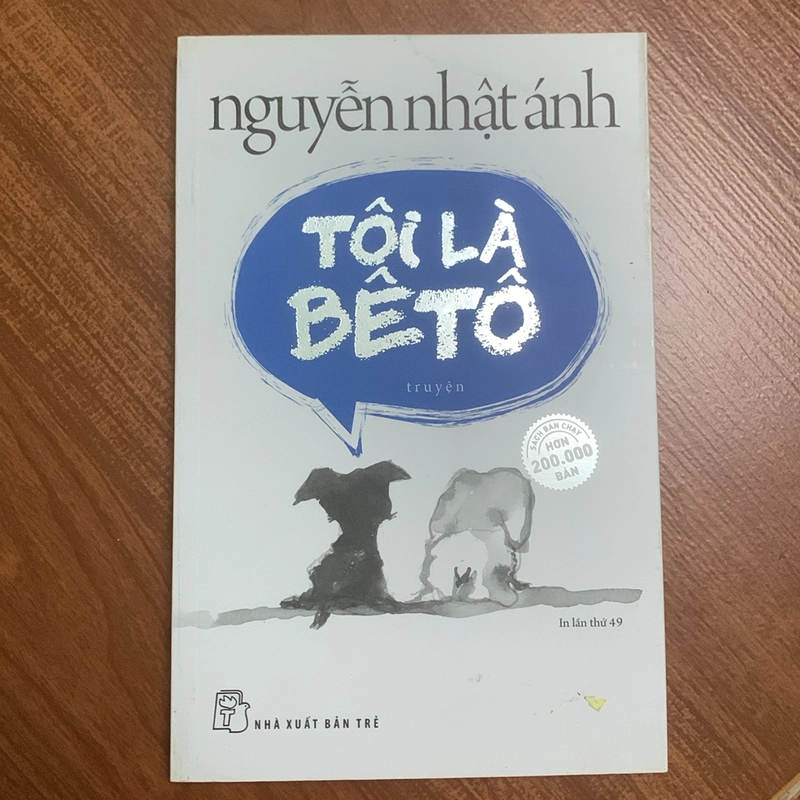 nguyễn nhật ánh
TÔI LÀ
BÊTÔ
truyện
SÁCH BÁN CHẠY
HƠN
200.000
BẢN
In lần thứ 49
T
NHÀ XUẤT BẢN TRẺ